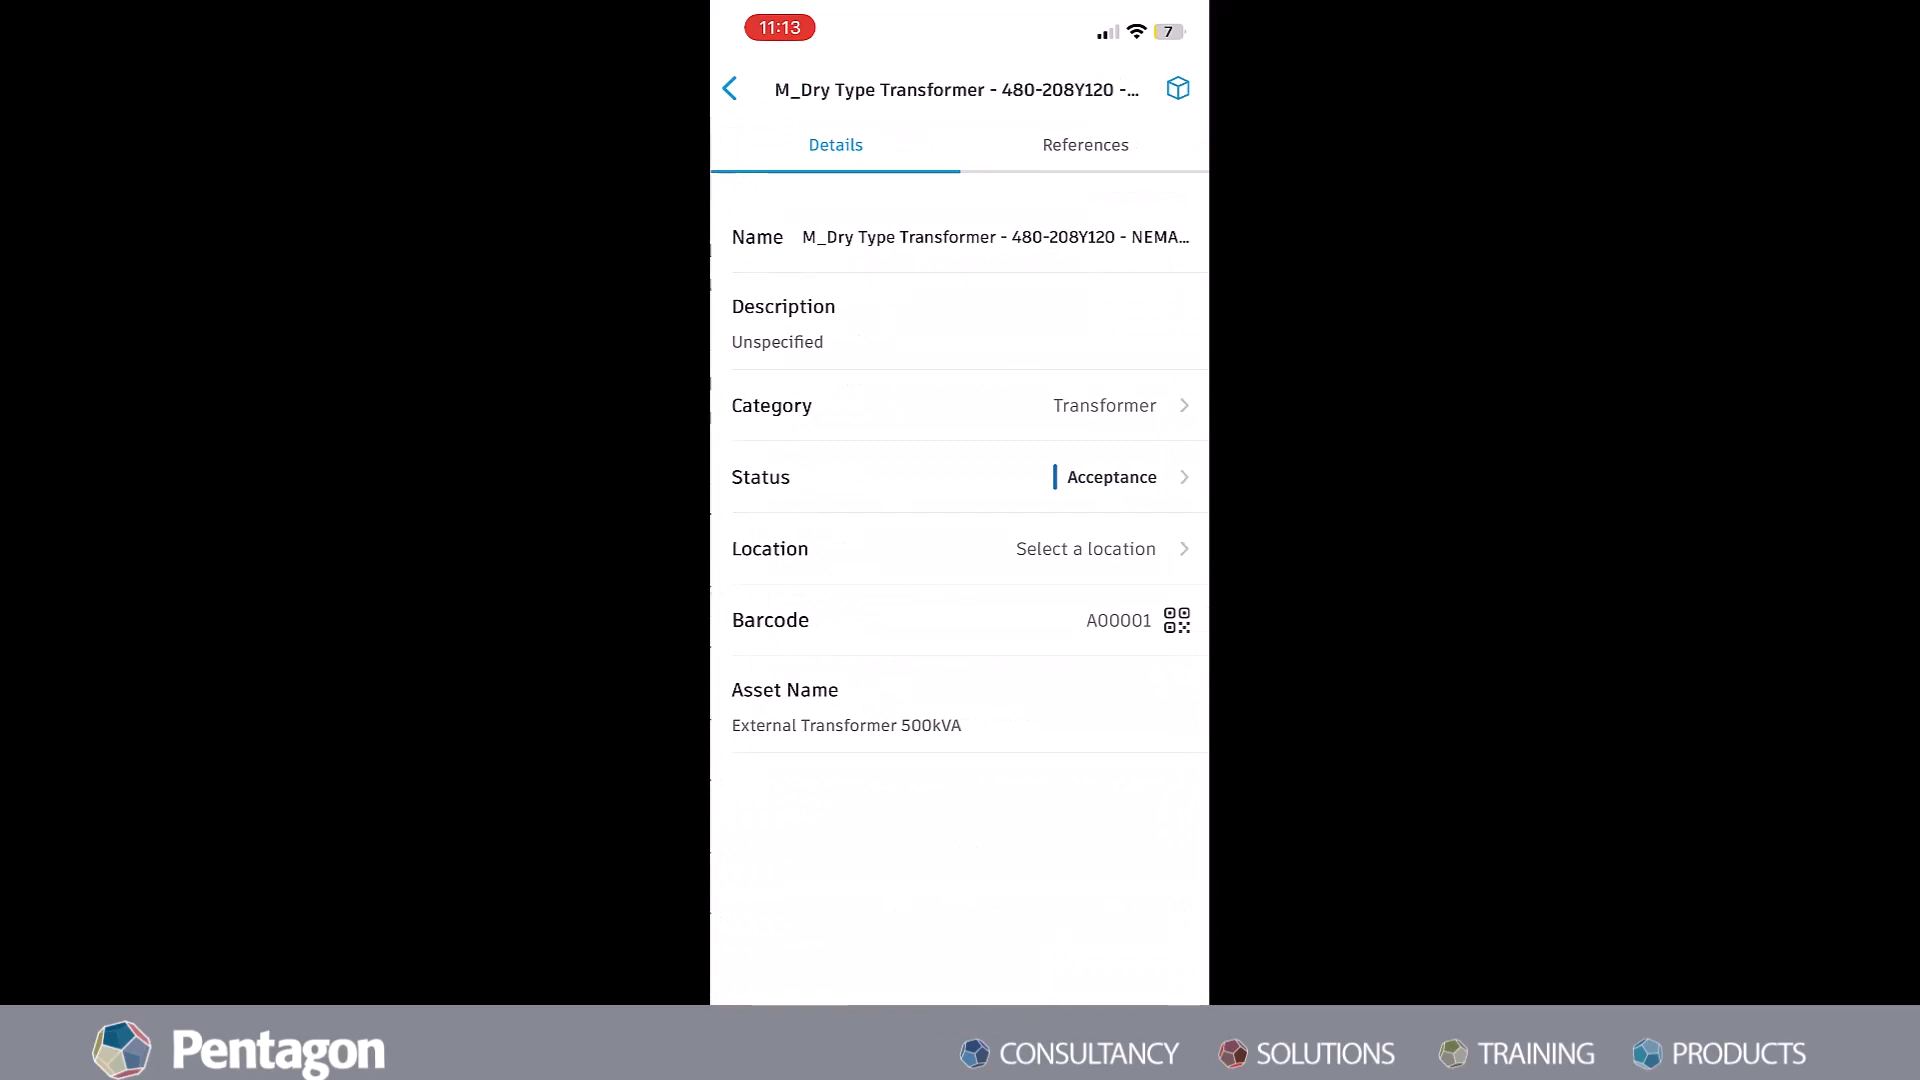 11:13
7
M_Dry Type Transformer - 480-208Y120 -...
Details
References
Name
M_Dry Type Transformer - 480-208Y120 - NEMA...
Description
Unspecified
Category
Transformer
Status
Acceptance
Location
Select a location
Barcode
A00001
Asset Name
External Transformer 500kVA
Pentagon
CONSULTANCY
SOLUTIONS
TRAINING
PRODUCTS